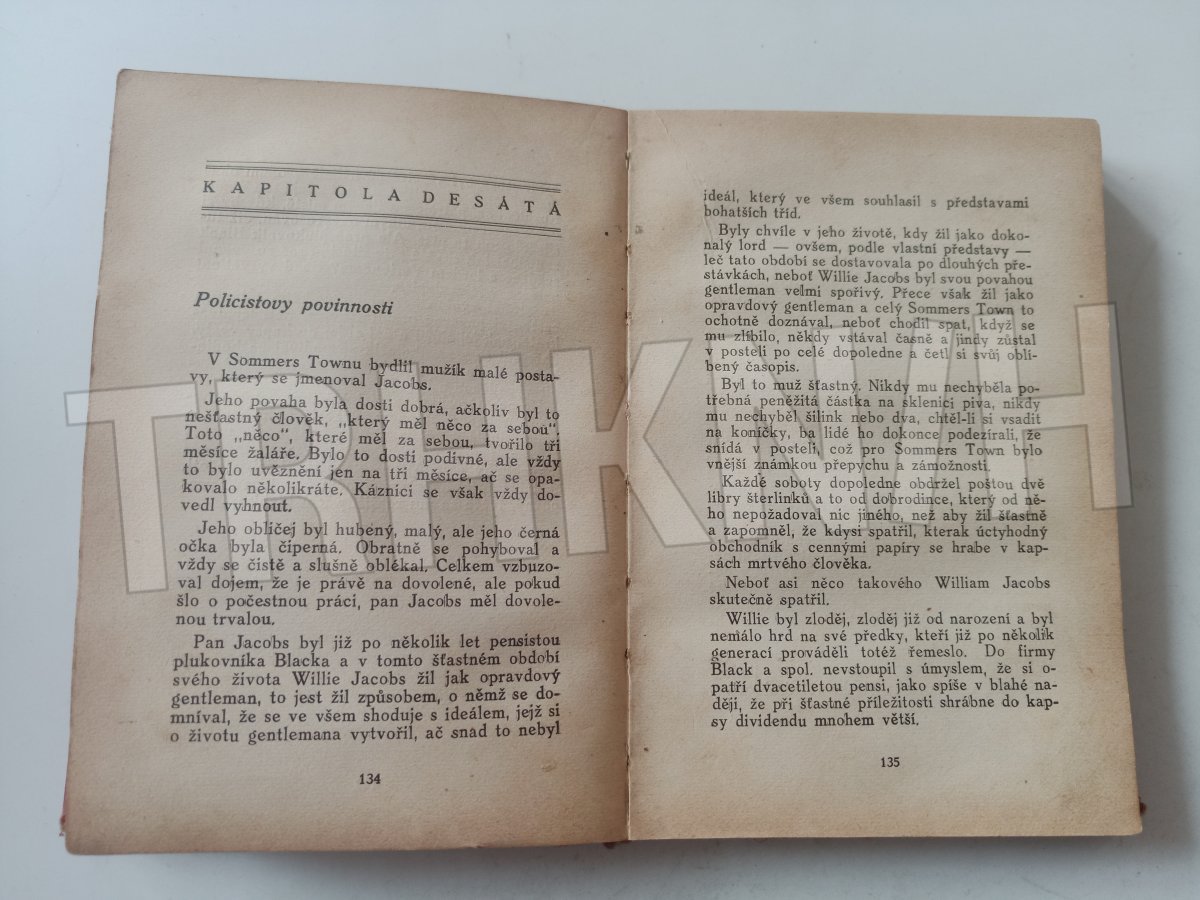 KAPITOLA DESÁTÁ
Policistovy povinnosti
V Sommers Townu bydlil mužík malé posta-
vy, který se jmenoval Jacobs.
Jeho povaha byla dosti dobrá, ačkoliv byl to
nešťastný člověk, „který měl něco za sebou".
Toto „něco", které měl za sebou, tvořilo tři
měsíce žaláře. Bylo to dosti podivné, ale vždy
to bylo uvěznění jen na tři měsíce, ač se opa-
kovalo několikráte. Káznici se však vždy do-
vedl vyhnout.
Jeho obličej byl hubený, malý, ale jeho černá
očka byla čiperná. Obratně se pohyboval a
vždy se čistě a slušně oblékal. Celkem vzbuzo-
val dojem, že je právě na dovolené, ale pokud
šlo o počestnou práci, pan Jacobs měl dovole-
nou trvalou.
Pan Jacobs byl již po několik let pensistou
plukovníka Blacka a v tomto šťastném období
svého života Willie Jacobs žil jak opravdový
gentleman, to jest žil způsobem, o němž se do-
mníval, že se ve všem shoduje s ideálem, jejž si
o životu gentlemana vytvořil, ač snad to nebyl
134
ideál, který ve všem souhlasil s představami
bohatších tříd.
Byly chvíle v jeho životě, kdy žil jako doko-
nalý lord — ovšem, podle vlastní představy —
leč tato období se dostavovala po dlouhých pře-
stávkách, neboť Willie Jacobs byl svou povahou
gentleman velmi spořivý. Přece však žil jako
opravdový gentleman a celý Sommers Town to
ochotně doznával, neboť chodil spat, když se
mu zlíbilo, někdy vstával časně a jindy zůstal
v posteli po celé dopoledne a četl si svůj oblí-
bený časopis.
Byl to muž šťastný. Nikdy mu nechyběla po-
třebná peněžitá částka na sklenici piva, nikdy
mu nechyběl šilink nebo dva, chtěl-li si vsadit
na koníčky, ba lidé ho dokonce podezírali, že
snídá v posteli, což pro Sommers Town bylo
vnější známkou přepychu a zámožnosti.
Každé soboty dopoledne obdržel poštou dvě
libry šterlinků a to od dobrodince, který od ně-
ho nepožadoval nic jiného, než aby žil šťastně
a zapomněl, že kdysi spatřil, kterak úctyhodný
obchodník s cennými papíry se hrabe v kap-
sách mrtvého člověka.
Neboť asi něco takového William Jacobs
skutečně spatřil.
Willie byl zloděj, zloděj již od narození a byl
nemálo hrd na své předky, kteří již po několik
generací prováděli totéž řemeslo. Do firmy
Black a spol. nevstoupil s úmyslem, že si o-
patří dvacetiletou pensi, jako spíše v blahé na-
ději, že při šťastné příležitosti shrábne do kap-
sy dividendu mnohem větší.
135
TRHKNIH